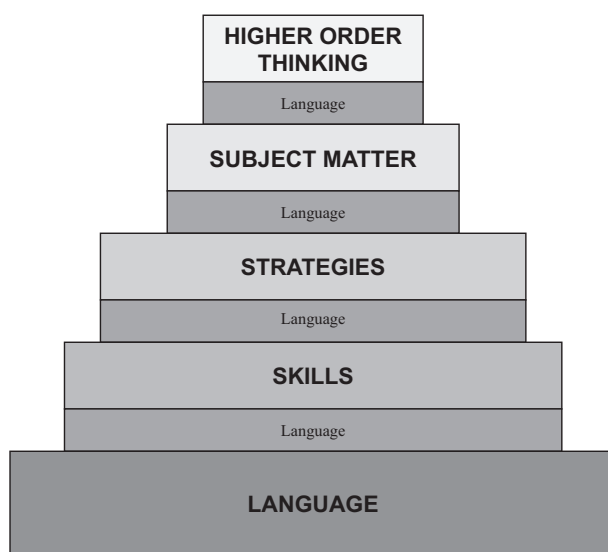 HIGHER ORDER
THINKING
Language
SUBJECT MATTER
Language
STRATEGIES
Language
SKILLS
Language
LANGUAGE